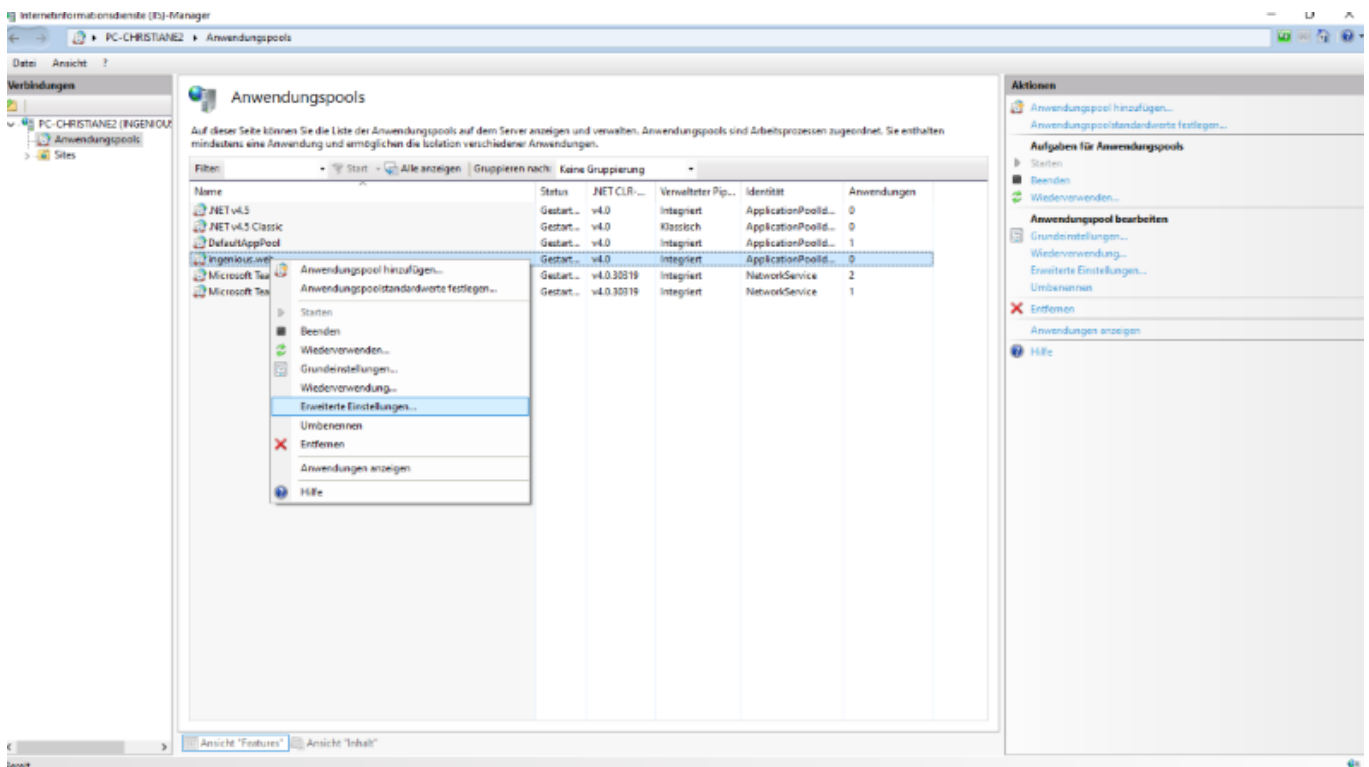 Internetinformationsdienste (IIS)-Manager
PC-CHRISTIANE2 Anwendungspools
Datei Ansicht ?
Verbindungen
PC-CHRISTIANE2 (INGENIOUS
Anwendungspools
Sites
Anwendungspools
Auf dieser Seite können Sie die Liste der Anwendungspools auf dem Server anzeigen und verwalten. Anwendungspools sind Arbeitsprozessen zugeordnet. Sie enthalten
mindestens eine Anwendung und ermöglichen die Isolation verschiedener Anwendungen.
Filter: Start Alle anzeigen Gruppieren nach: Keine Gruppierung
Name Status .NET CLR-... Verwalteter Pip... Identität Anwendungen
.NET v4.5 Gestart... v4.0 Integriert ApplicationPoolId... 0
.NET v4.5 Classic Gestart... v4.0 Klassisch ApplicationPoolId... 0
DefaultAppPool Gestart... v4.0 Integriert ApplicationPoolId... 1
ingenious.web Gestart... v4.0 Integriert ApplicationPoolId... 0
Microsoft Tea Gestart... v4.0.30319 Integriert NetworkService 2
Microsoft Tea Gestart... v4.0.30319 Integriert NetworkService 1
Anwendungspool hinzufügen...
Anwendungspoolstandardwerte festlegen...
Starten
Beenden
Wiederverwenden...
Grundeinstellungen...
Wiederverwendung...
Erweiterte Einstellungen...
Umbenennen
Entfernen
Anwendungen anzeigen
Hilfe
Aktionen
Anwendungspool hinzufügen...
Anwendungspoolstandardwerte festlegen...
Aufgaben für Anwendungspools
Starten
Beenden
Wiederverwenden...
Anwendungspool bearbeiten
Grundeinstellungen...
Wiederverwendung...
Erweiterte Einstellungen...
Umbenennen
Entfernen
Anwendungen anzeigen
Hilfe
Ansicht "Features" Ansicht "Inhalt"
Bereit